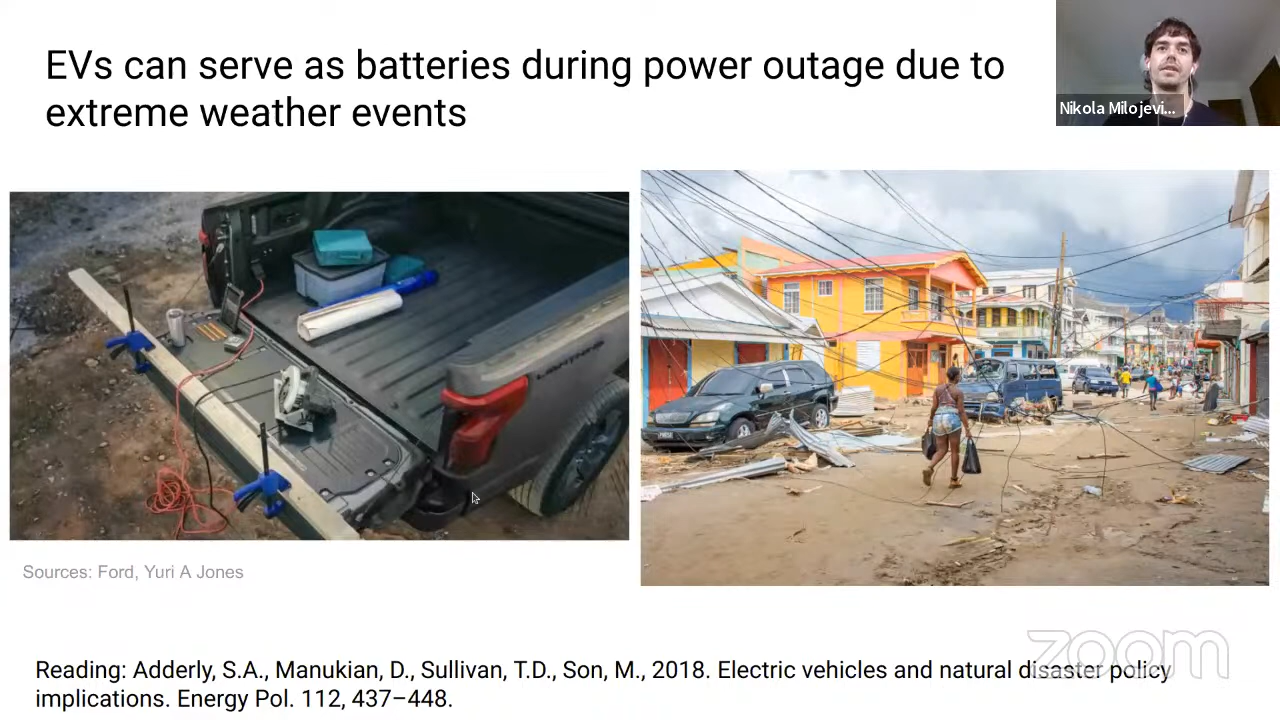 EVs can serve as batteries during power outage due to
extreme weather events
Nikola Milojevi...
LIGHTNING
Sources: Ford, Yuri A Jones
zoom
Reading: Adderly, S.A., Manukian, D., Sullivan, T.D., Son, M., 2018. Electric vehicles and natural disaster policy
implications. Energy Pol. 112, 437–448.